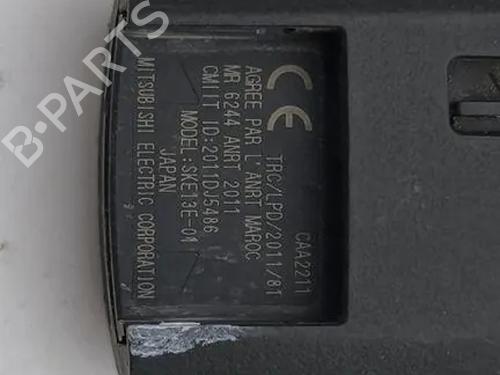 CAA2211
TRC/LPD/2011/81
AGREE PAR L'ANRT MAROC
MR 6244 ANRT 2011
CMIIT ID:2011DJ5486
MODEL:SKE13E-01
JAPAN
MITSUBISHI ELECTRIC CORPORATION
B-PARTS